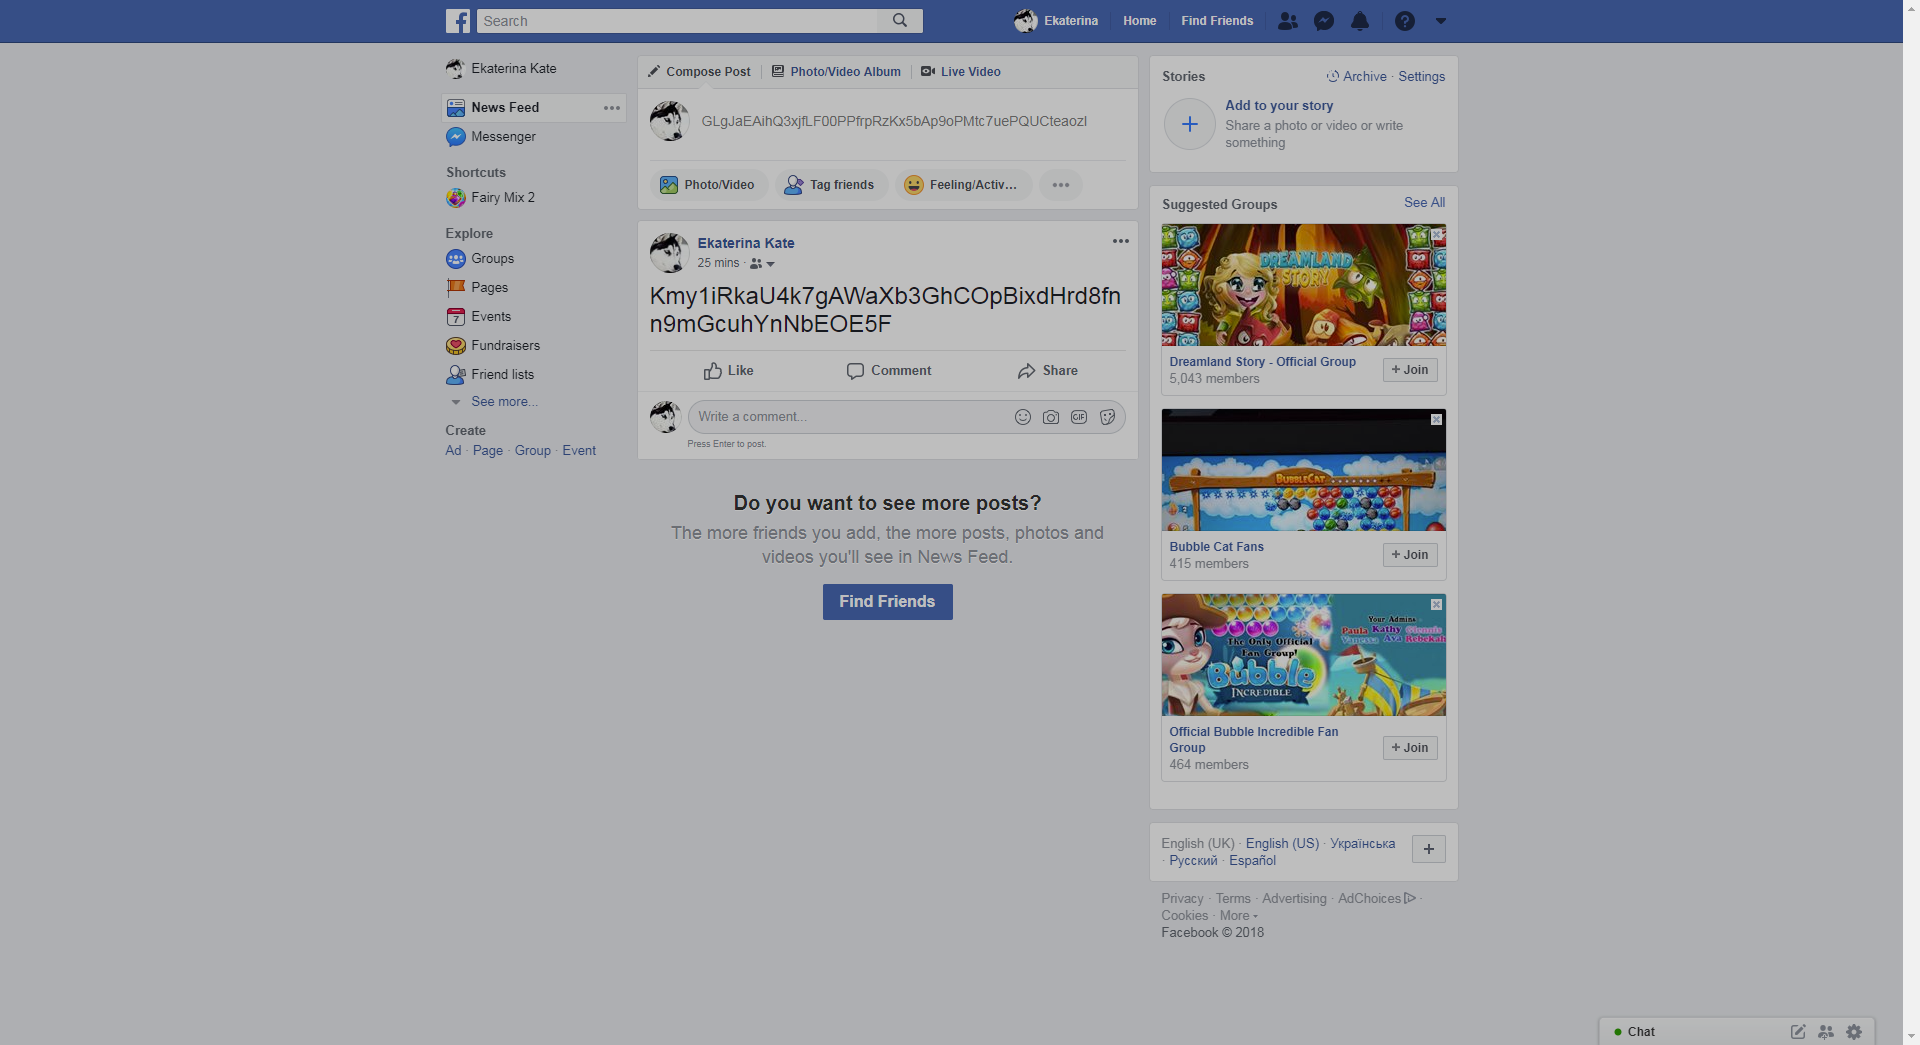 Search
Ekaterina
Home
Find Friends
Ekaterina Kate
News Feed
Messenger
Shortcuts
Fairy Mix 2
Explore
Groups
Pages
7
Events
Fundraisers
Friend lists
See more...
Create
Ad · Page · Group · Event
Compose Post
Photo/Video Album
Live Video
GLgJaEAihQ3xjfLF00PPfrpRzKx5bAp9oPMtc7uePQUCteaozI
Photo/Video
Tag friends
Feeling/Activ...
Ekaterina Kate
25 mins ·
Kmy1iRkaU4k7gAWaXb3GhCOpBixdHrd8fn
n9mGcuhYnNbEOE5F
Like
Comment
Share
Write a comment...
GIF
Press Enter to post.
Do you want to see more posts?
The more friends you add, the more posts, photos and
videos you'll see in News Feed.
Find Friends
Stories
Archive · Settings
Add to your story
Share a photo or video or write
something
Suggested Groups
See All
DREAMLAND
STORY
Dreamland Story - Official Group
5,043 members
+ Join
BUBBLECAT
Bubble Cat Fans
415 members
+ Join
The Only Official
Fan Group!
Bubble
INCREDIBLE
Your Admins
Paula Kathy Glennis
Vanessa Ava Rebekah
Official Bubble Incredible Fan
Group
464 members
+ Join
English (UK) · English (US) · Українська
· Русский · Español
Privacy · Terms · Advertising · AdChoices ·
Cookies · More
Facebook © 2018
Chat